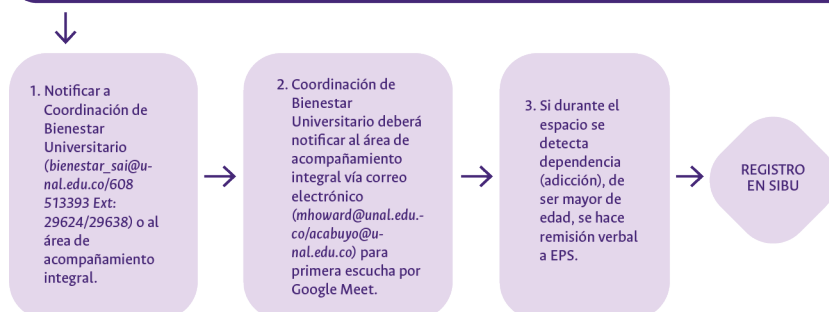 1. Notificar a
Coordinación de
Bienestar
Universitario
(bienestar_sai@u-
nal.edu.co/608
513393 Ext:
29624/29638) o al
área de
acompañamiento
integral.
2. Coordinación de
Bienestar
Universitario deberá
notificar al área de
acompañamiento
integral vía correo
electrónico
(mhoward@unal.edu.-
co/acabuyo@u-
nal.edu.co) para
primera escucha por
Google Meet.
3. Si durante el
espacio se
detecta
dependencia
(adicción), de
ser mayor de
edad, se hace
remisión verbal
a EPS.
REGISTRO
EN SIBU